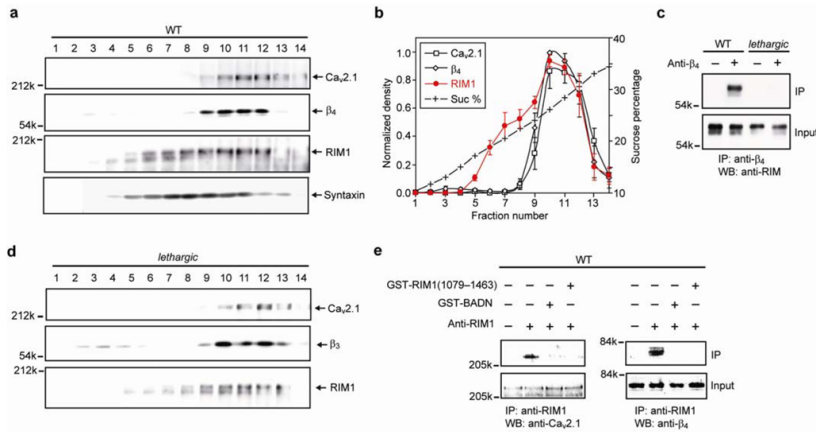 a
WT
1 2 3 4 5 6 7 8 9 10 11 12 13 14
212k
Cav2.1
β4
54k
212k
RIM1
Syntaxin
b
Cav2.1
β4
RIM1
Suc %
Normalized density
1.0
0.8
0.6
0.4
0.2
0.0
Sucrose percentage
40
35
30
25
20
15
10
1 3 5 7 9 11 13
Fraction number
c
WT lethargic
Anti-β4 – + – +
54k
IP
54k
Input
IP: anti-β4
WB: anti-RIM
d
lethargic
1 2 3 4 5 6 7 8 9 10 11 12 13 14
212k
Cav2.1
54k
β3
212k
RIM1
e
WT
GST-RIM1(1079–1463) – – – + – – – +
GST-BADN – – + – – – + –
Anti-RIM1 – + + + – + + +
205k
84k
IP
205k
84k
Input
IP: anti-RIM1
WB: anti-Cav2.1
IP: anti-RIM1
WB: anti-β4